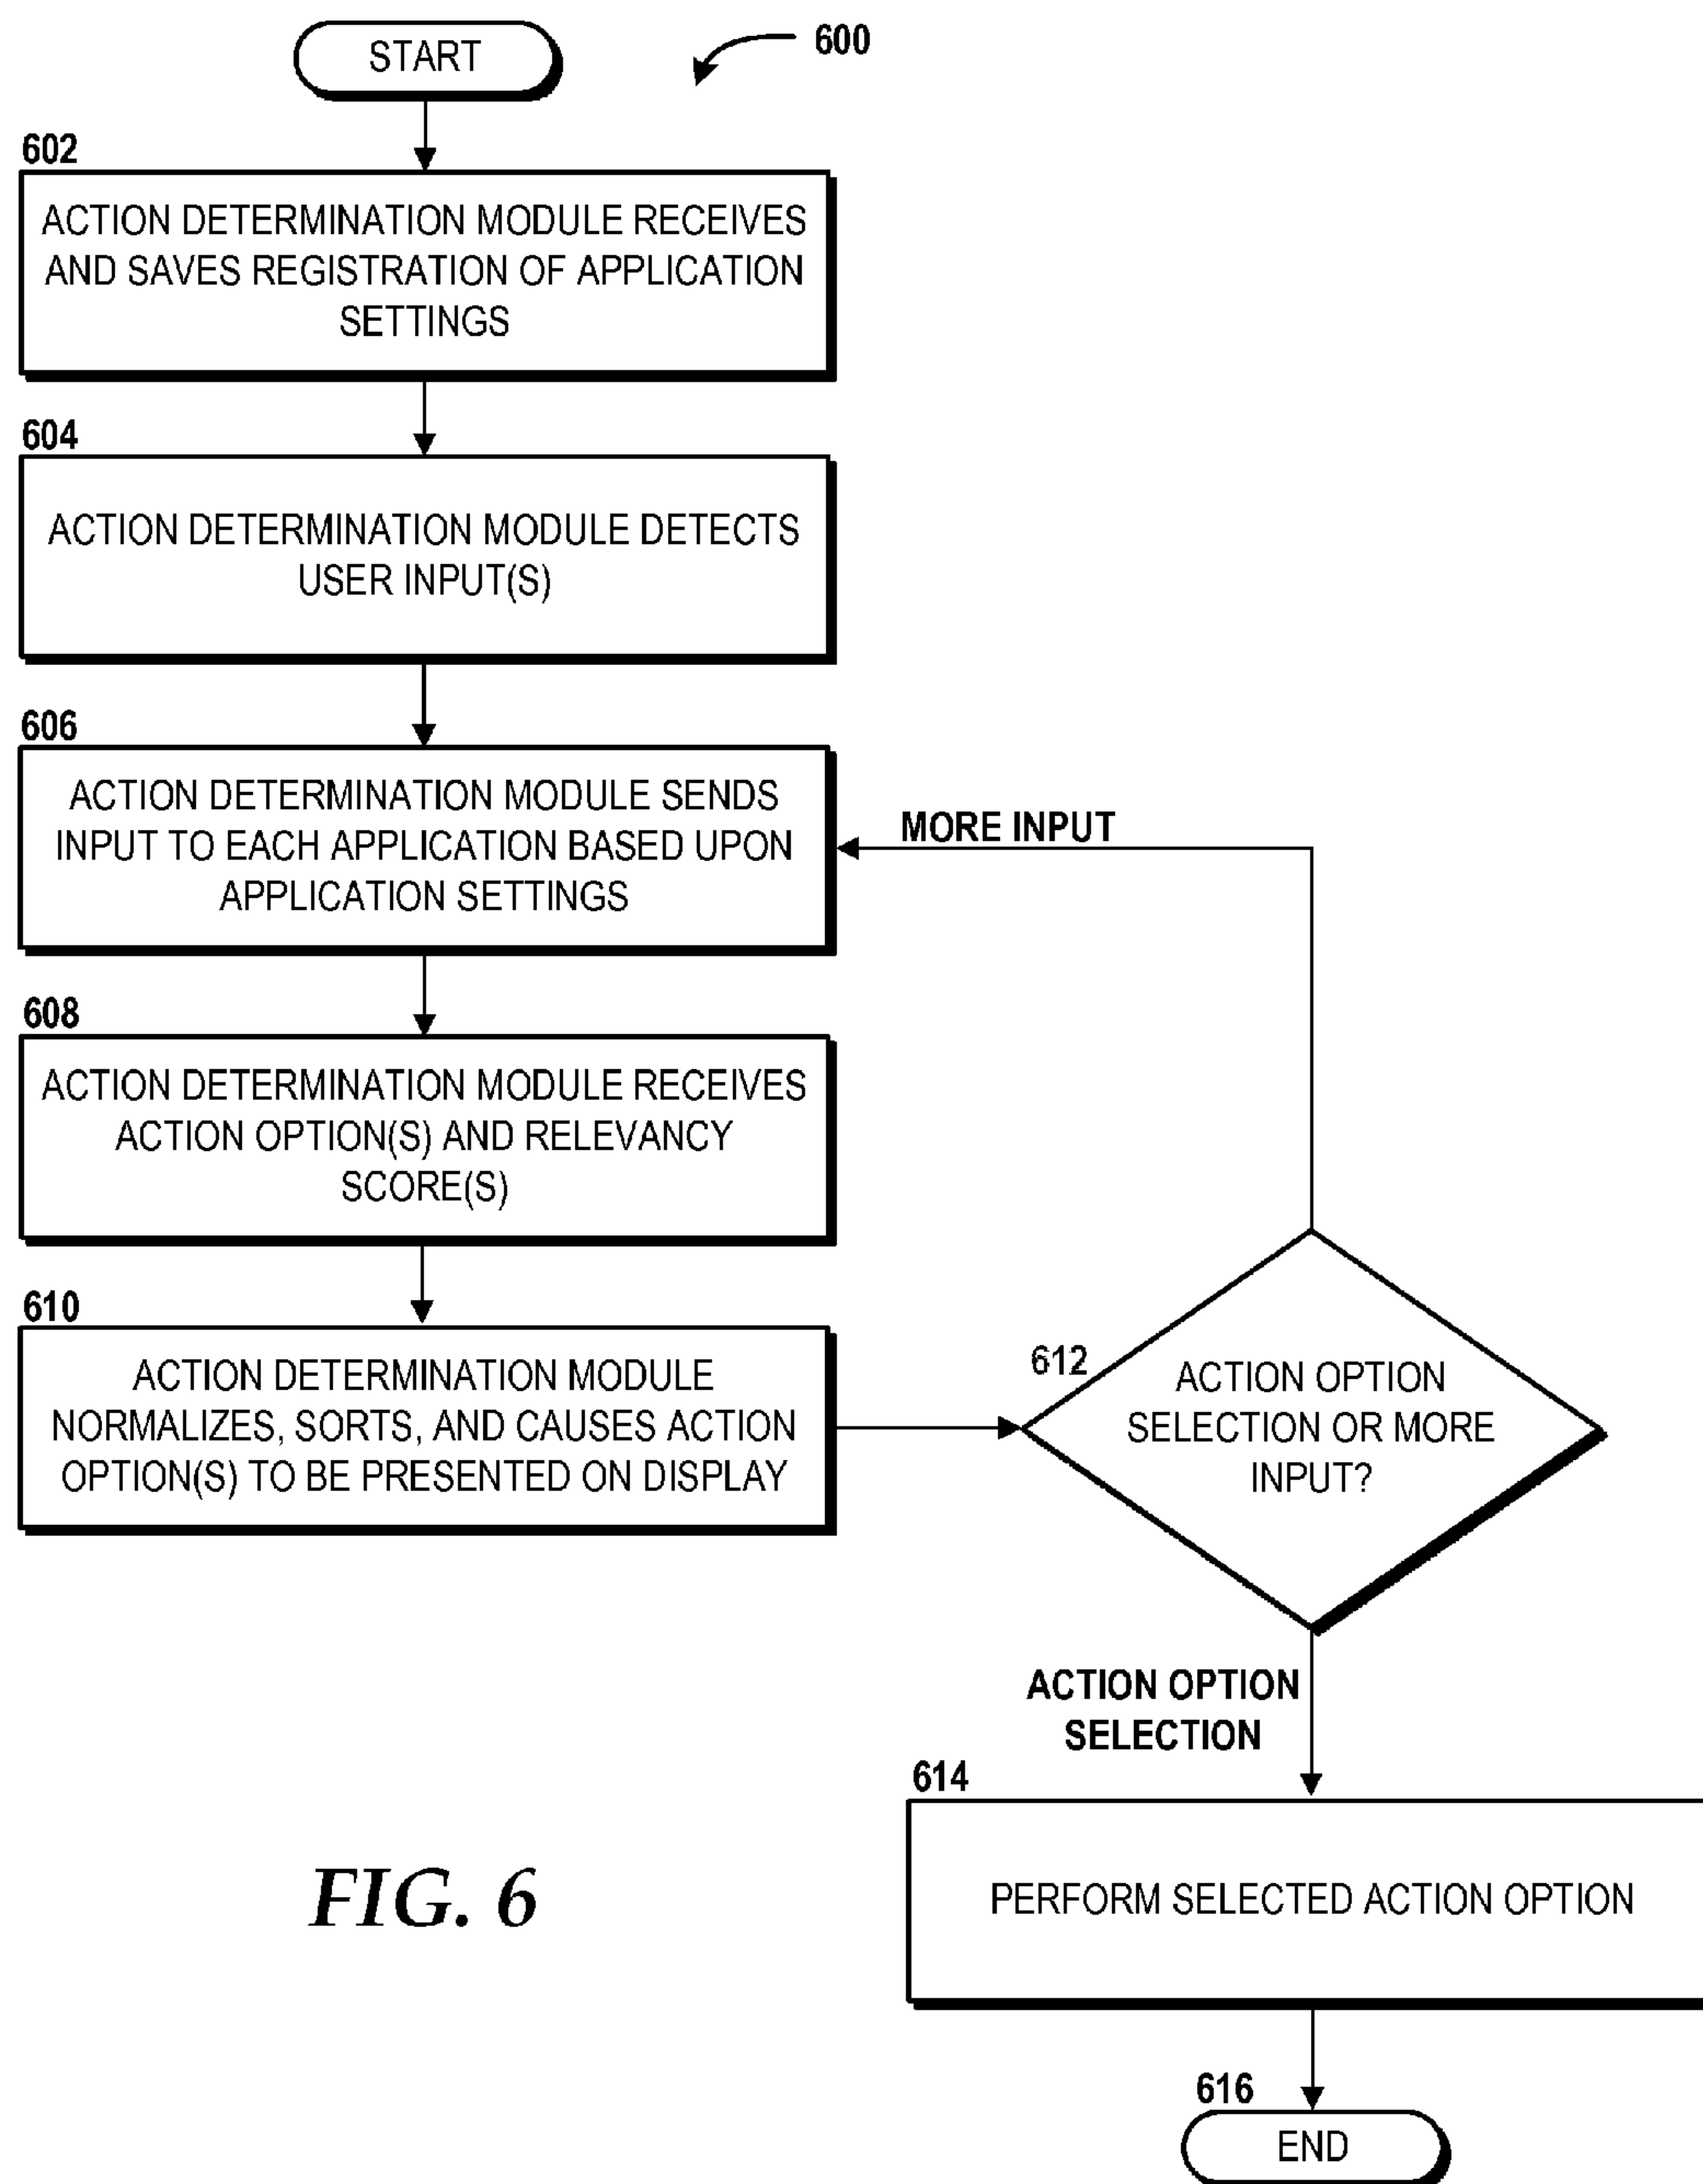 START
600
602
ACTION DETERMINATION MODULE RECEIVES
AND SAVES REGISTRATION OF APPLICATION
SETTINGS
604
ACTION DETERMINATION MODULE DETECTS
USER INPUT(S)
606
ACTION DETERMINATION MODULE SENDS
INPUT TO EACH APPLICATION BASED UPON
APPLICATION SETTINGS
MORE INPUT
608
ACTION DETERMINATION MODULE RECEIVES
ACTION OPTION(S) AND RELEVANCY
SCORE(S)
610
ACTION DETERMINATION MODULE
NORMALIZES, SORTS, AND CAUSES ACTION
OPTION(S) TO BE PRESENTED ON DISPLAY
612
ACTION OPTION
SELECTION OR MORE
INPUT?
ACTION OPTION
SELECTION
614
PERFORM SELECTED ACTION OPTION
616
END
FIG. 6